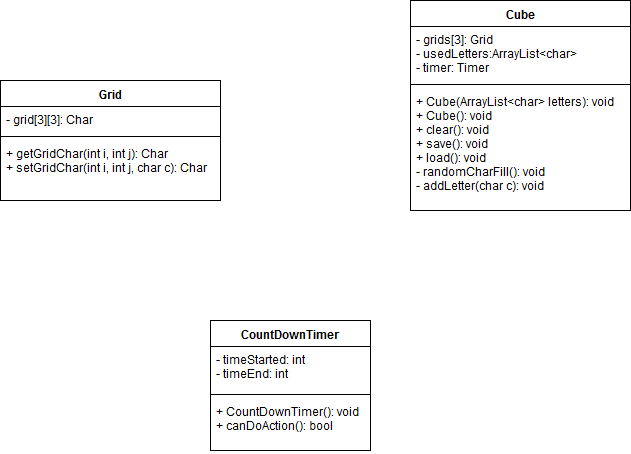 Cube
- grids[3]: Grid
- usedLetters:ArrayList<char>
- timer: Timer
+ Cube(ArrayList<char> letters): void
+ Cube(): void
+ clear(): void
+ save(): void
+ load(): void
- randomCharFill(): void
- addLetter(char c): void
Grid
- grid[3][3]: Char
+ getGridChar(int i, int j): Char
+ setGridChar(int i, int j, char c): Char
CountDownTimer
- timeStarted: int
- timeEnd: int
+ CountDownTimer(): void
+ canDoAction(): bool